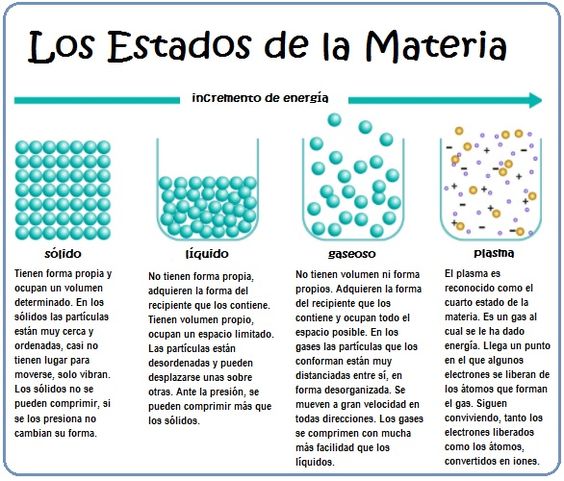 Los Estados de la Materia
incremento de energía
sólido
Tienen forma propia y
ocupan un volumen
determinado. En los
sólidos las partículas
están muy cerca y
ordenadas, casi no
tienen lugar para
moverse, solo vibran.
Los sólidos no se
pueden comprimir, si
se los presiona no
cambian su forma.
líquido
No tienen forma propia,
adquieren la forma del
recipiente que los contiene.
Tienen volumen propio,
ocupan un espacio limitado.
Las partículas están
desordenadas y pueden
desplazarse unas sobre
otras. Ante la presión, se
pueden comprimir más que
los sólidos.
gaseoso
No tienen volumen ni forma
propios. Adquieren la forma
del recipiente que los
contiene y ocupan todo el
espacio posible. En los
gases las partículas que los
conforman están muy
distanciadas entre sí, en
forma desorganizada. Se
mueven a gran velocidad en
todas direcciones. Los gases
se comprimen con mucha
más facilidad que los
líquidos.
plasma
El plasma es
reconocido como el
cuarto estado de la
materia. Es un gas al
cual se le ha dado
energía. Llega un punto
en el que algunos
electrones se liberan de
los átomos que forman
el gas. Siguen
conviviendo, tanto los
electrones liberados
como los átomos,
convertidos en iones.